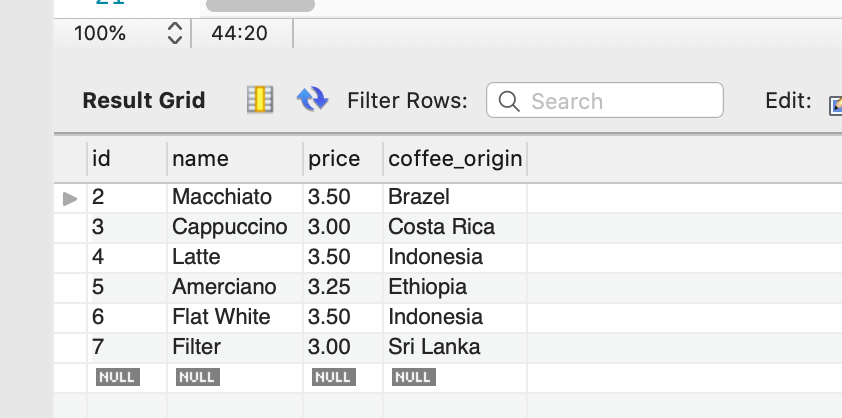 21
100% 44:20
Result Grid Filter Rows: Search Edit:
id name price coffee_origin
2 Macchiato 3.50 Brazel
3 Cappuccino 3.00 Costa Rica
4 Latte 3.50 Indonesia
5 Amerciano 3.25 Ethiopia
6 Flat White 3.50 Indonesia
7 Filter 3.00 Sri Lanka
NULL NULL NULL NULL